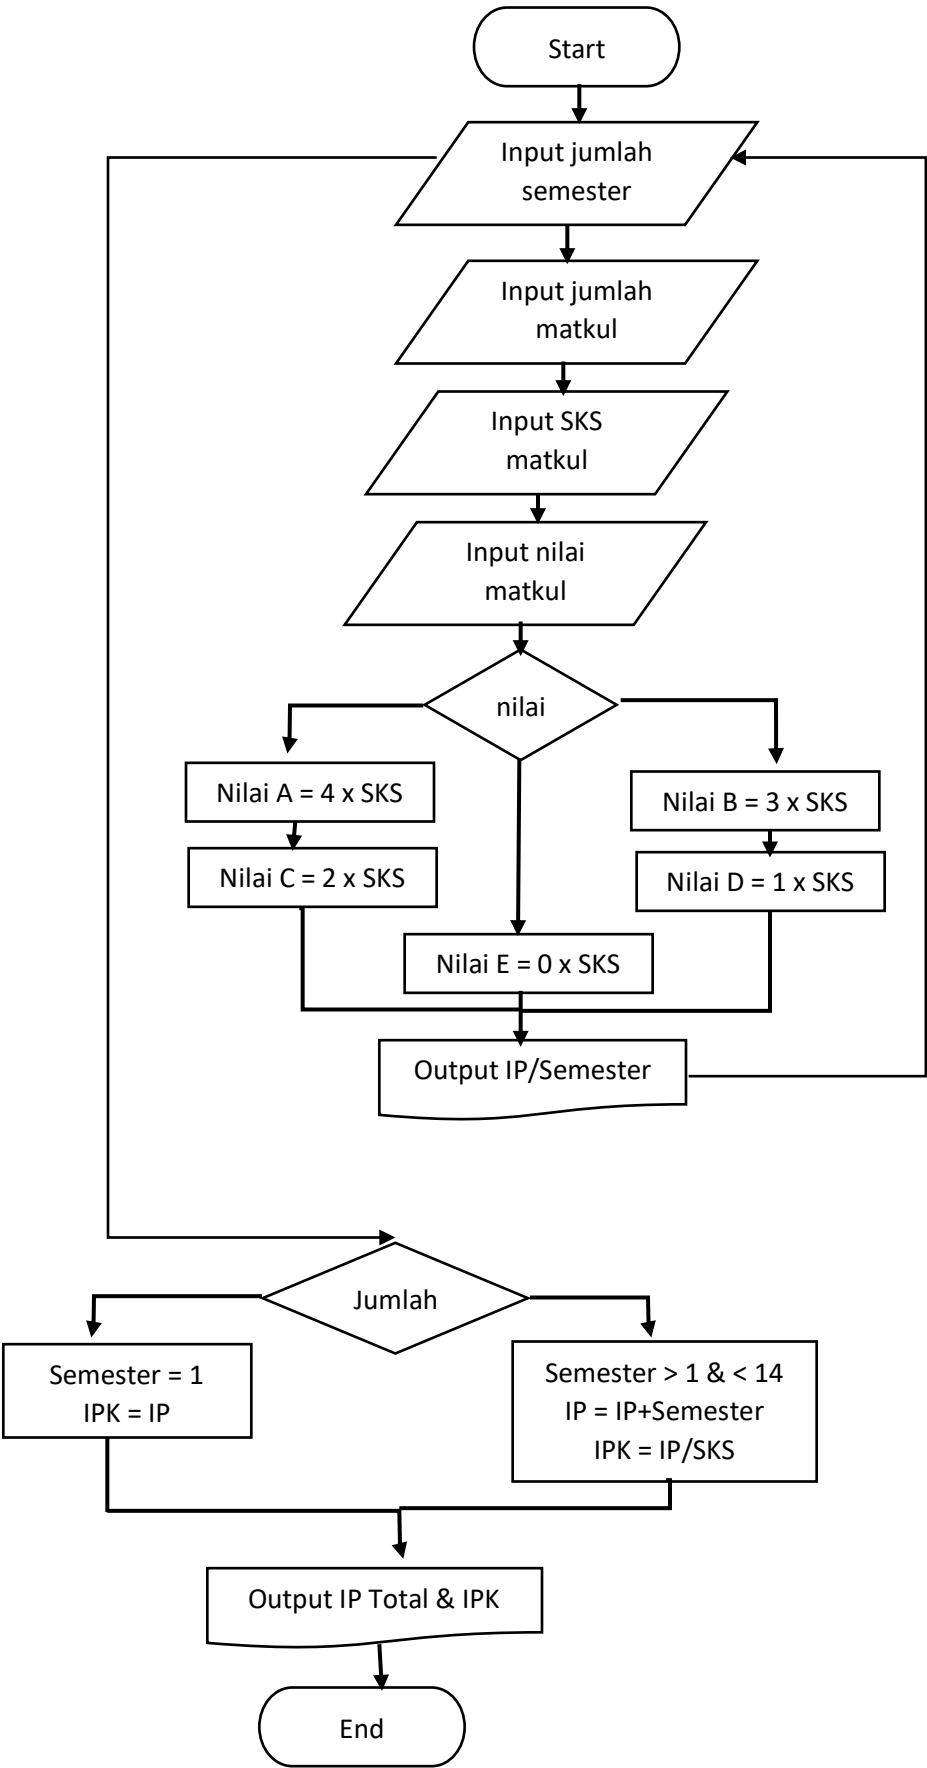 Start
Input jumlah
semester
Input jumlah
matkul
Input SKS
matkul
Input nilai
matkul
nilai
Nilai A = 4 x SKS
Nilai B = 3 x SKS
Nilai C = 2 x SKS
Nilai D = 1 x SKS
Nilai E = 0 x SKS
Output IP/Semester
Jumlah
Semester = 1
IPK = IP
Semester > 1 & < 14
IP = IP+Semester
IPK = IP/SKS
Output IP Total & IPK
End